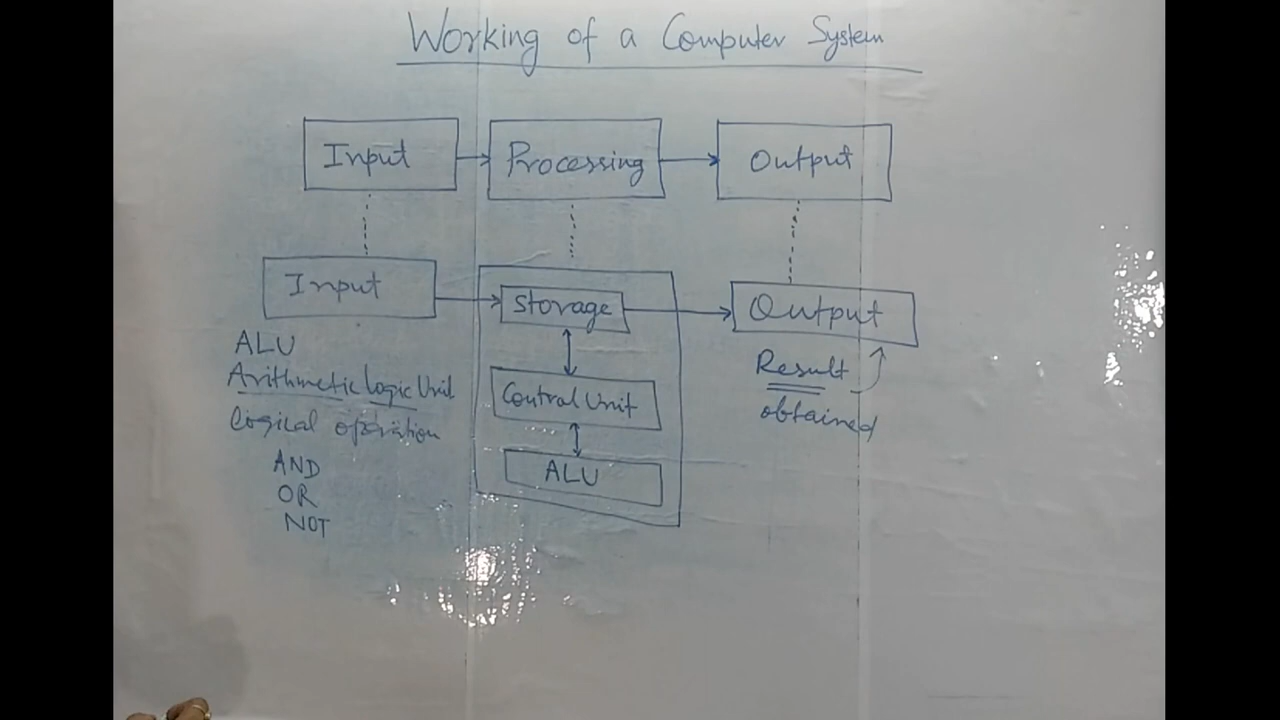 Working of a Computer System
Input
Processing
Output
Input
Storage
Output
ALU
Arithmetic Logic Unit
Logical operation
AND
OR
NOT
Control Unit
ALU
Result
obtained